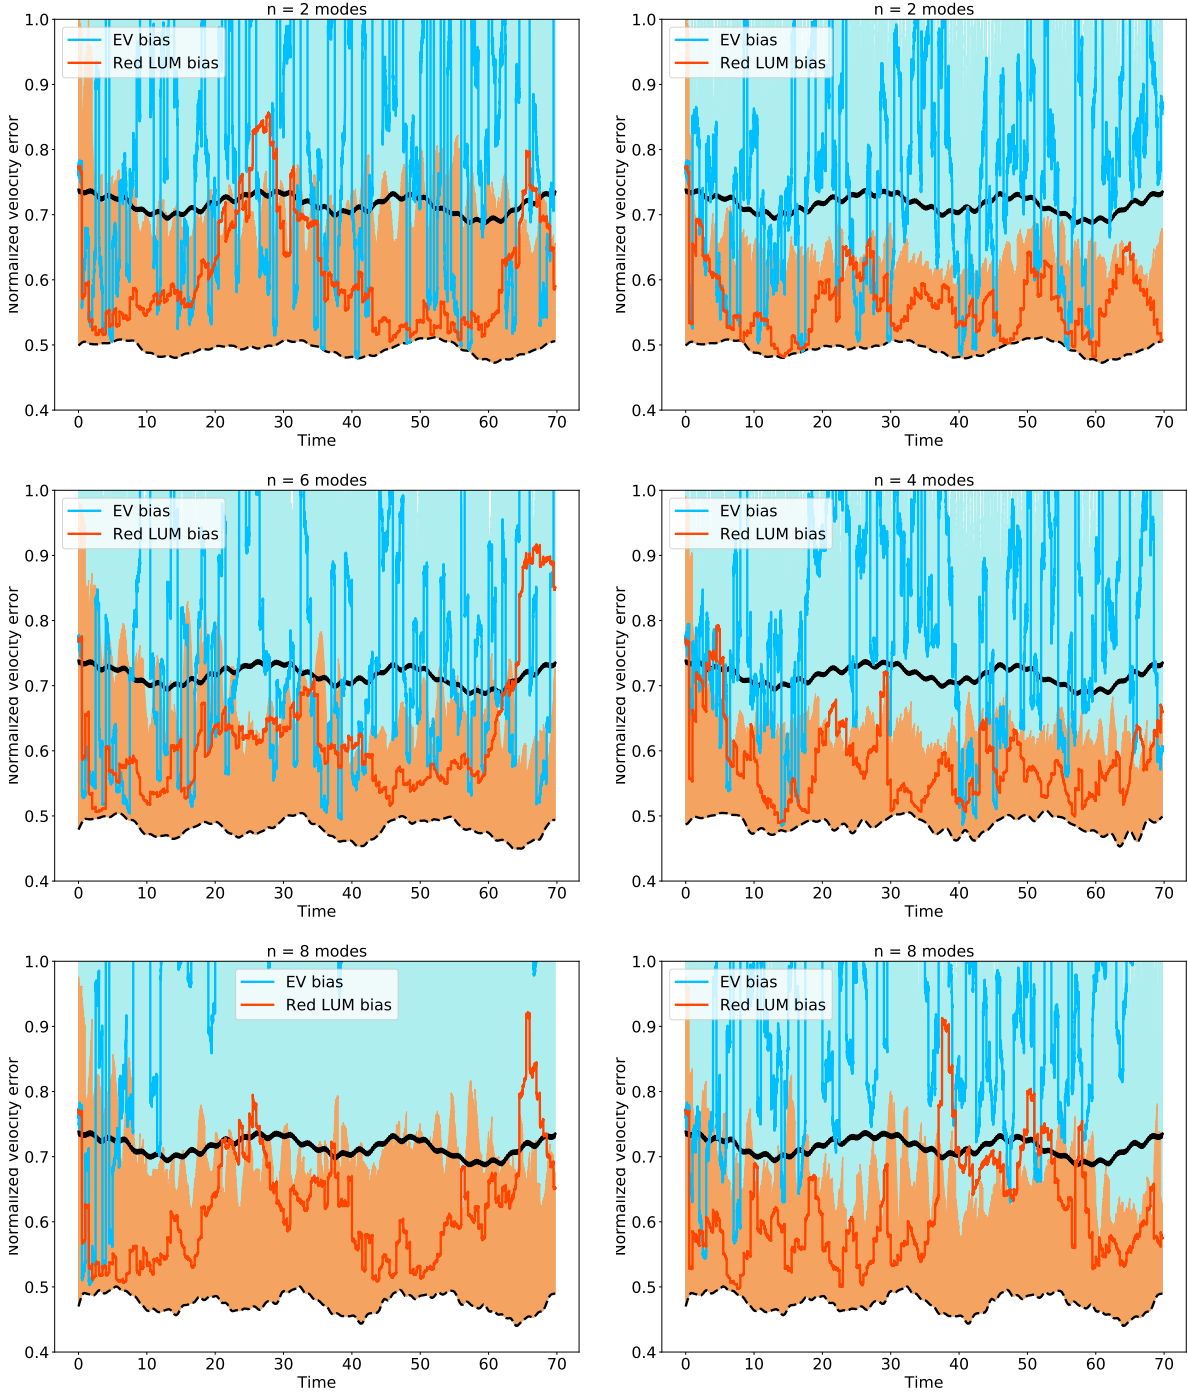 n = 2 modes
1.0
0.9
0.8
0.7
0.6
0.5
0.4
Normalized velocity error
EV bias
Red LUM bias
0 10 20 30 40 50 60 70
Time
n = 2 modes
1.0
0.9
0.8
0.7
0.6
0.5
0.4
Normalized velocity error
EV bias
Red LUM bias
0 10 20 30 40 50 60 70
Time
n = 6 modes
1.0
0.9
0.8
0.7
0.6
0.5
0.4
Normalized velocity error
EV bias
Red LUM bias
0 10 20 30 40 50 60 70
Time
n = 4 modes
1.0
0.9
0.8
0.7
0.6
0.5
0.4
Normalized velocity error
EV bias
Red LUM bias
0 10 20 30 40 50 60 70
Time
n = 8 modes
1.0
0.9
0.8
0.7
0.6
0.5
0.4
Normalized velocity error
EV bias
Red LUM bias
0 10 20 30 40 50 60 70
Time
n = 8 modes
1.0
0.9
0.8
0.7
0.6
0.5
0.4
Normalized velocity error
EV bias
Red LUM bias
0 10 20 30 40 50 60 70
Time